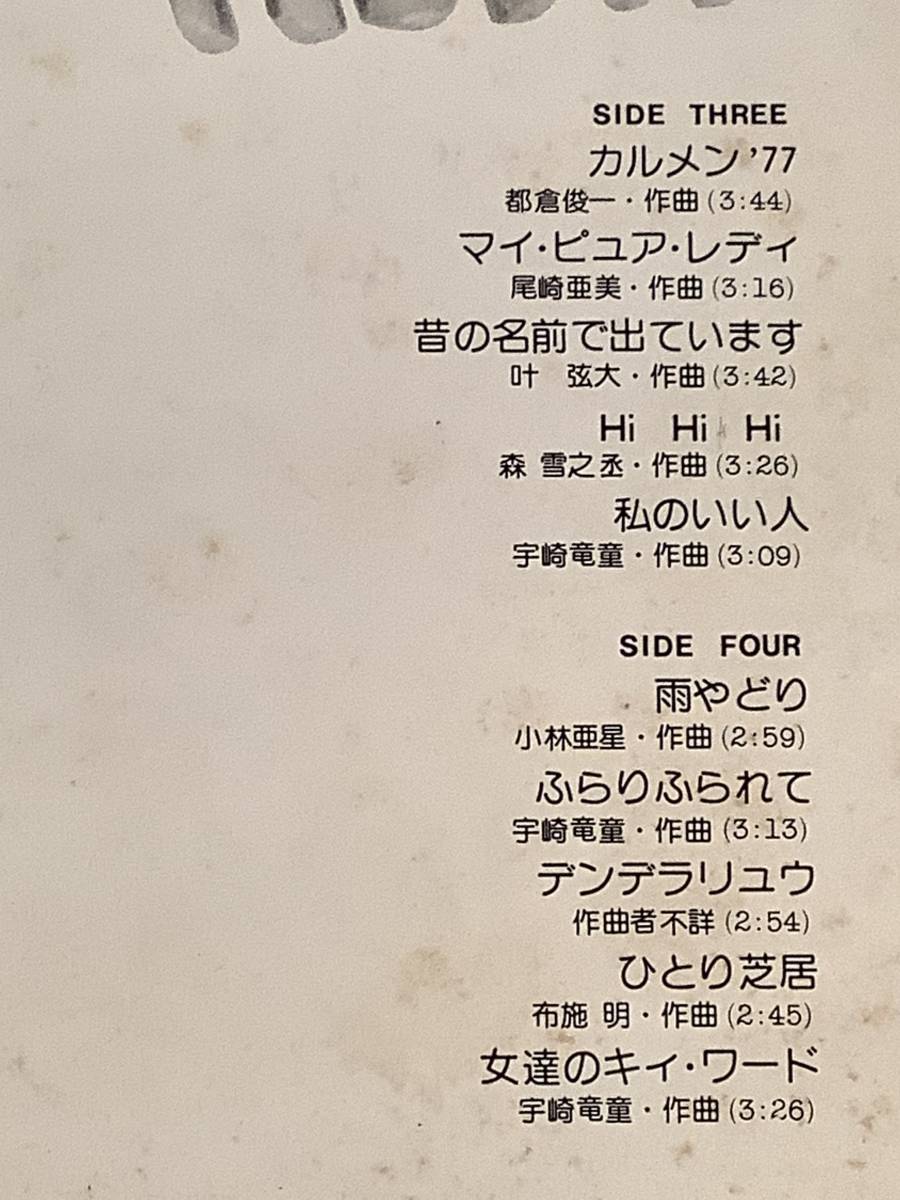 SIDE THREE
カルメン'77
都倉俊一・作曲(3:44)
マイ・ピュア・レディ
尾崎亜美・作曲(3:16)
昔の名前で出ています
叶 弦大・作曲(3:42)
Hi Hi Hi
森 雪之丞・作曲(3:26)
私のいい人
宇崎竜童・作曲(3:09)
SIDE FOUR
雨やどり
小林亜星・作曲(2:59)
ふらりふられて
宇崎竜童・作曲(3:13)
デンデラリュウ
作曲者不詳(2:54)
ひとり芝居
布施 明・作曲(2:45)
女達のキィ・ワード
宇崎竜童・作曲(3:26)